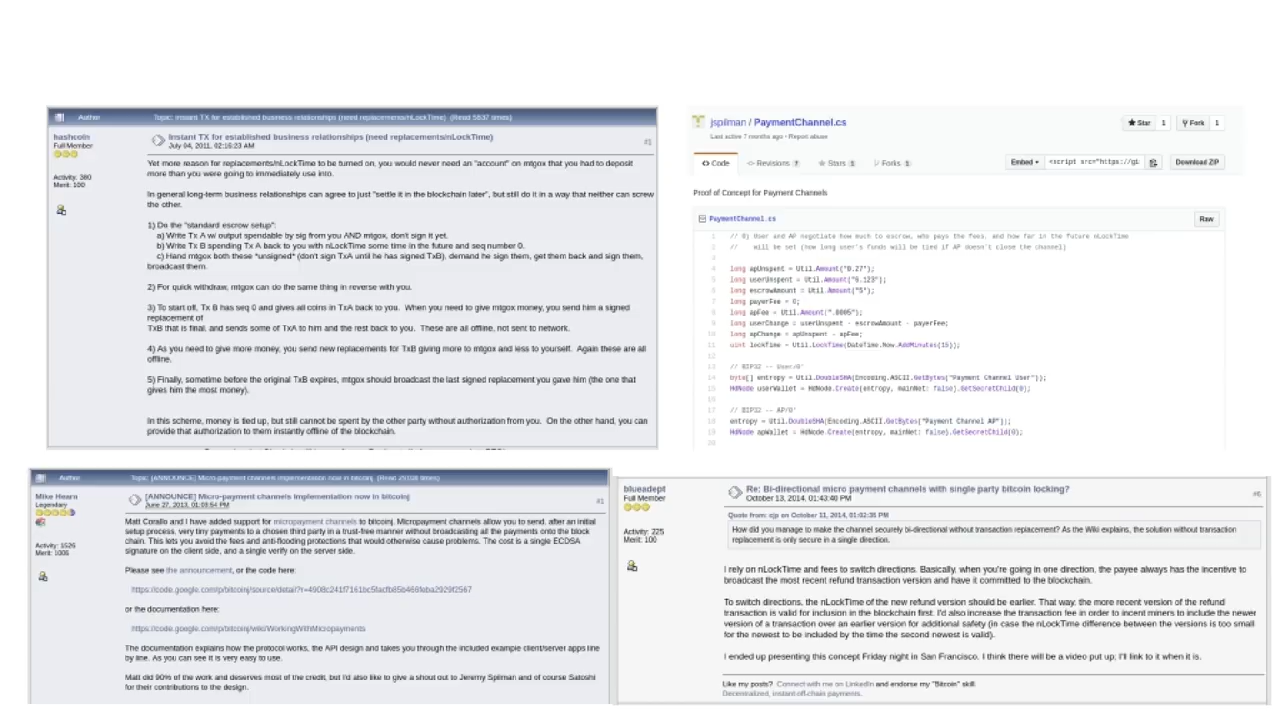 Author Topic: Instant TX for established business relationships (need replacements/nLockTime) (Read 5837 times)
hashcoin
Full Member
Activity: 380
Merit: 100
Instant TX for established business relationships (need replacements/nLockTime)
July 04, 2011, 02:16:23 AM
#1
Yet more reason for replacements/nLockTime to be turned on, you would never need an "account" on mtgox that you had to deposit
more than you were going to immediately use into.
In general long-term business relationships can agree to just "settle it in the blockchain later", but still do it in a way that neither can screw
the other.
1) Do the "standard escrow setup":
a) Write Tx A w/ output spendable by sig from you AND mtgox, don't sign it yet.
b) Write Tx B spending Tx A back to you with nLockTime some time in the future and seq number 0.
c) Hand mtgox both these *unsigned* (don't sign TxA until he has signed TxB), demand he sign them, get them back and sign them,
broadcast them.
2) For quick withdraw, mtgox can do the same thing in reverse with you.
3) To start off, Tx B has seq 0 and gives all coins in TxA back to you. When you need to give mtgox money, you send him a signed
replacement of
TxB that is final, and sends some of TxA to him and the rest back to you. These are all offline, not sent to network.
4) As you need to give more money, you send new replacements for TxB giving more to mtgox and less to yourself. Again these are all
offline.
5) Finally, sometime before the original TxB expires, mtgox should broadcast the last signed replacement you gave him (the one that
gives him the most money).
In this scheme, money is tied up, but still cannot be spent by the other party without authorization from you. On the other hand, you can
provide that authorization to them instantly offline of the blockchain.
jspilman / PaymentChannel.cs
Last active 7 months ago • Report abuse
Star 1 Fork 1
Code Revisions 7 Stars Forks
Embed <script src="https://gi Download ZIP
Proof of Concept for Payment Channels
PaymentChannel.cs Raw
1 // 0) User and AP negotiate how much to escrow, who pays the fees, and how far in the future nLockTime
2 // will be set (how long user's funds will be tied if AP doesn't close the channel)
3
4 long apUnspent = Util.Amount("0.27");
5 long userUnspent = Util.Amount("6.123");
6 long escrowAmount = Util.Amount("5");
7 long payerFee = 0;
8 long apFee = Util.Amount(".0005");
9 long userChange = userUnspent - escrowAmount - payerFee;
10 long apChange = apUnspent - apFee;
11 uint lockTime = Util.LockTime(DateTime.Now.AddMinutes(15));
12
13 // BIP32 -- User/0'
14 byte[] entropy = Util.DoubleSHA(Encoding.ASCII.GetBytes("Payment Channel User"));
15 HdNode userWallet = HdNode.Create(entropy, mainNet: false).GetSecretChild(0);
16
17 // BIP32 -- AP/0'
18 entropy = Util.DoubleSHA(Encoding.ASCII.GetBytes("Payment Channel AP"));
19 HdNode apWallet = HdNode.Create(entropy, mainNet: false).GetSecretChild(0);
20
Author Topic: [ANNOUNCE] Micro-payment channels implementation now in bitcoinj (Read 25108 times)
Mike Hearn
Legendary
Activity: 1526
[ANNOUNCE] Micro-payment channels implementation now in bitcoinj
#1
Matt Corallo and I have added support for micropayment channels to bitcoinj. Micropayment channels allow you to send, after an initial
setup process, very tiny payments to a chosen third party in a trust-free manner without broadcasting all the payments onto the block
chain. This lets you avoid the fees and anti-flooding protections that would otherwise cause problems. The cost is a single ECDSA
signature on the client side, and a single verify on the server side.
Please see the announcement, or the code here:
or the documentation here:
https://code.google.com/p/bitcoinj/wiki/WorkingWithMicropayments
The documentation explains how the protocol works, the API design and takes you through the included example client/server apps line
by line. As you can see it is very easy to use.
Matt did 90% of the work and deserves most of the credit, but I'd also like to give a shout out to Jeremy Spilman and of course Satoshi
for their contributions to the design.
blueadept
Full Member
Activity: 225
Merit: 100
Re: Bi-directional micro payment channels with single party bitcoin locking?
October 13, 2014, 01:43:40 PM
#6
Quote from: cjp on October 11, 2014, 01:02:35 PM
How did you manage to make the channel securely bi-directional without transaction replacement? As the Wiki explains, the solution without transaction
replacement is only secure in a single direction.
I rely on nLockTime and fees to switch directions. Basically, when you're going in one direction, the payee always has the incentive to
broadcast the most recent refund transaction version and have it committed to the blockchain.
To switch directions, the nLockTime of the new refund version should be earlier. That way, the more recent version of the refund
transaction is valid for inclusion in the blockchain first. I'd also increase the transaction fee in order to incent miners to include the newer
version of a transaction over an earlier version for additional safety (in case the nLockTime difference between the versions is too small
for the newest to be included by the time the second newest is valid).
I ended up presenting this concept Friday night in San Francisco. I think there will be a video put up; I'll link to it when it is.
Like my posts? Connect with me on LinkedIn and endorse my "Bitcoin" skill.
Decentralized, instant off-chain payments.